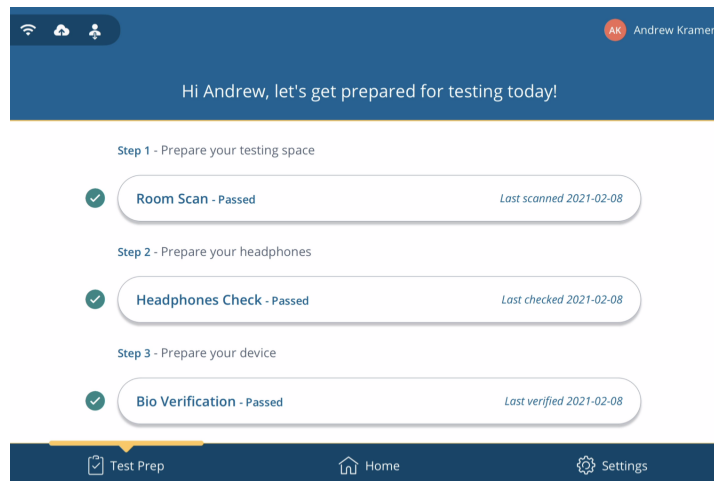 AK Andrew Kramer
Hi Andrew, let's get prepared for testing today!
Step 1 - Prepare your testing space
Room Scan - Passed Last scanned 2021-02-08
Step 2 - Prepare your headphones
Headphones Check - Passed Last checked 2021-02-08
Step 3 - Prepare your device
Bio Verification - Passed Last verified 2021-02-08
Test Prep Home Settings